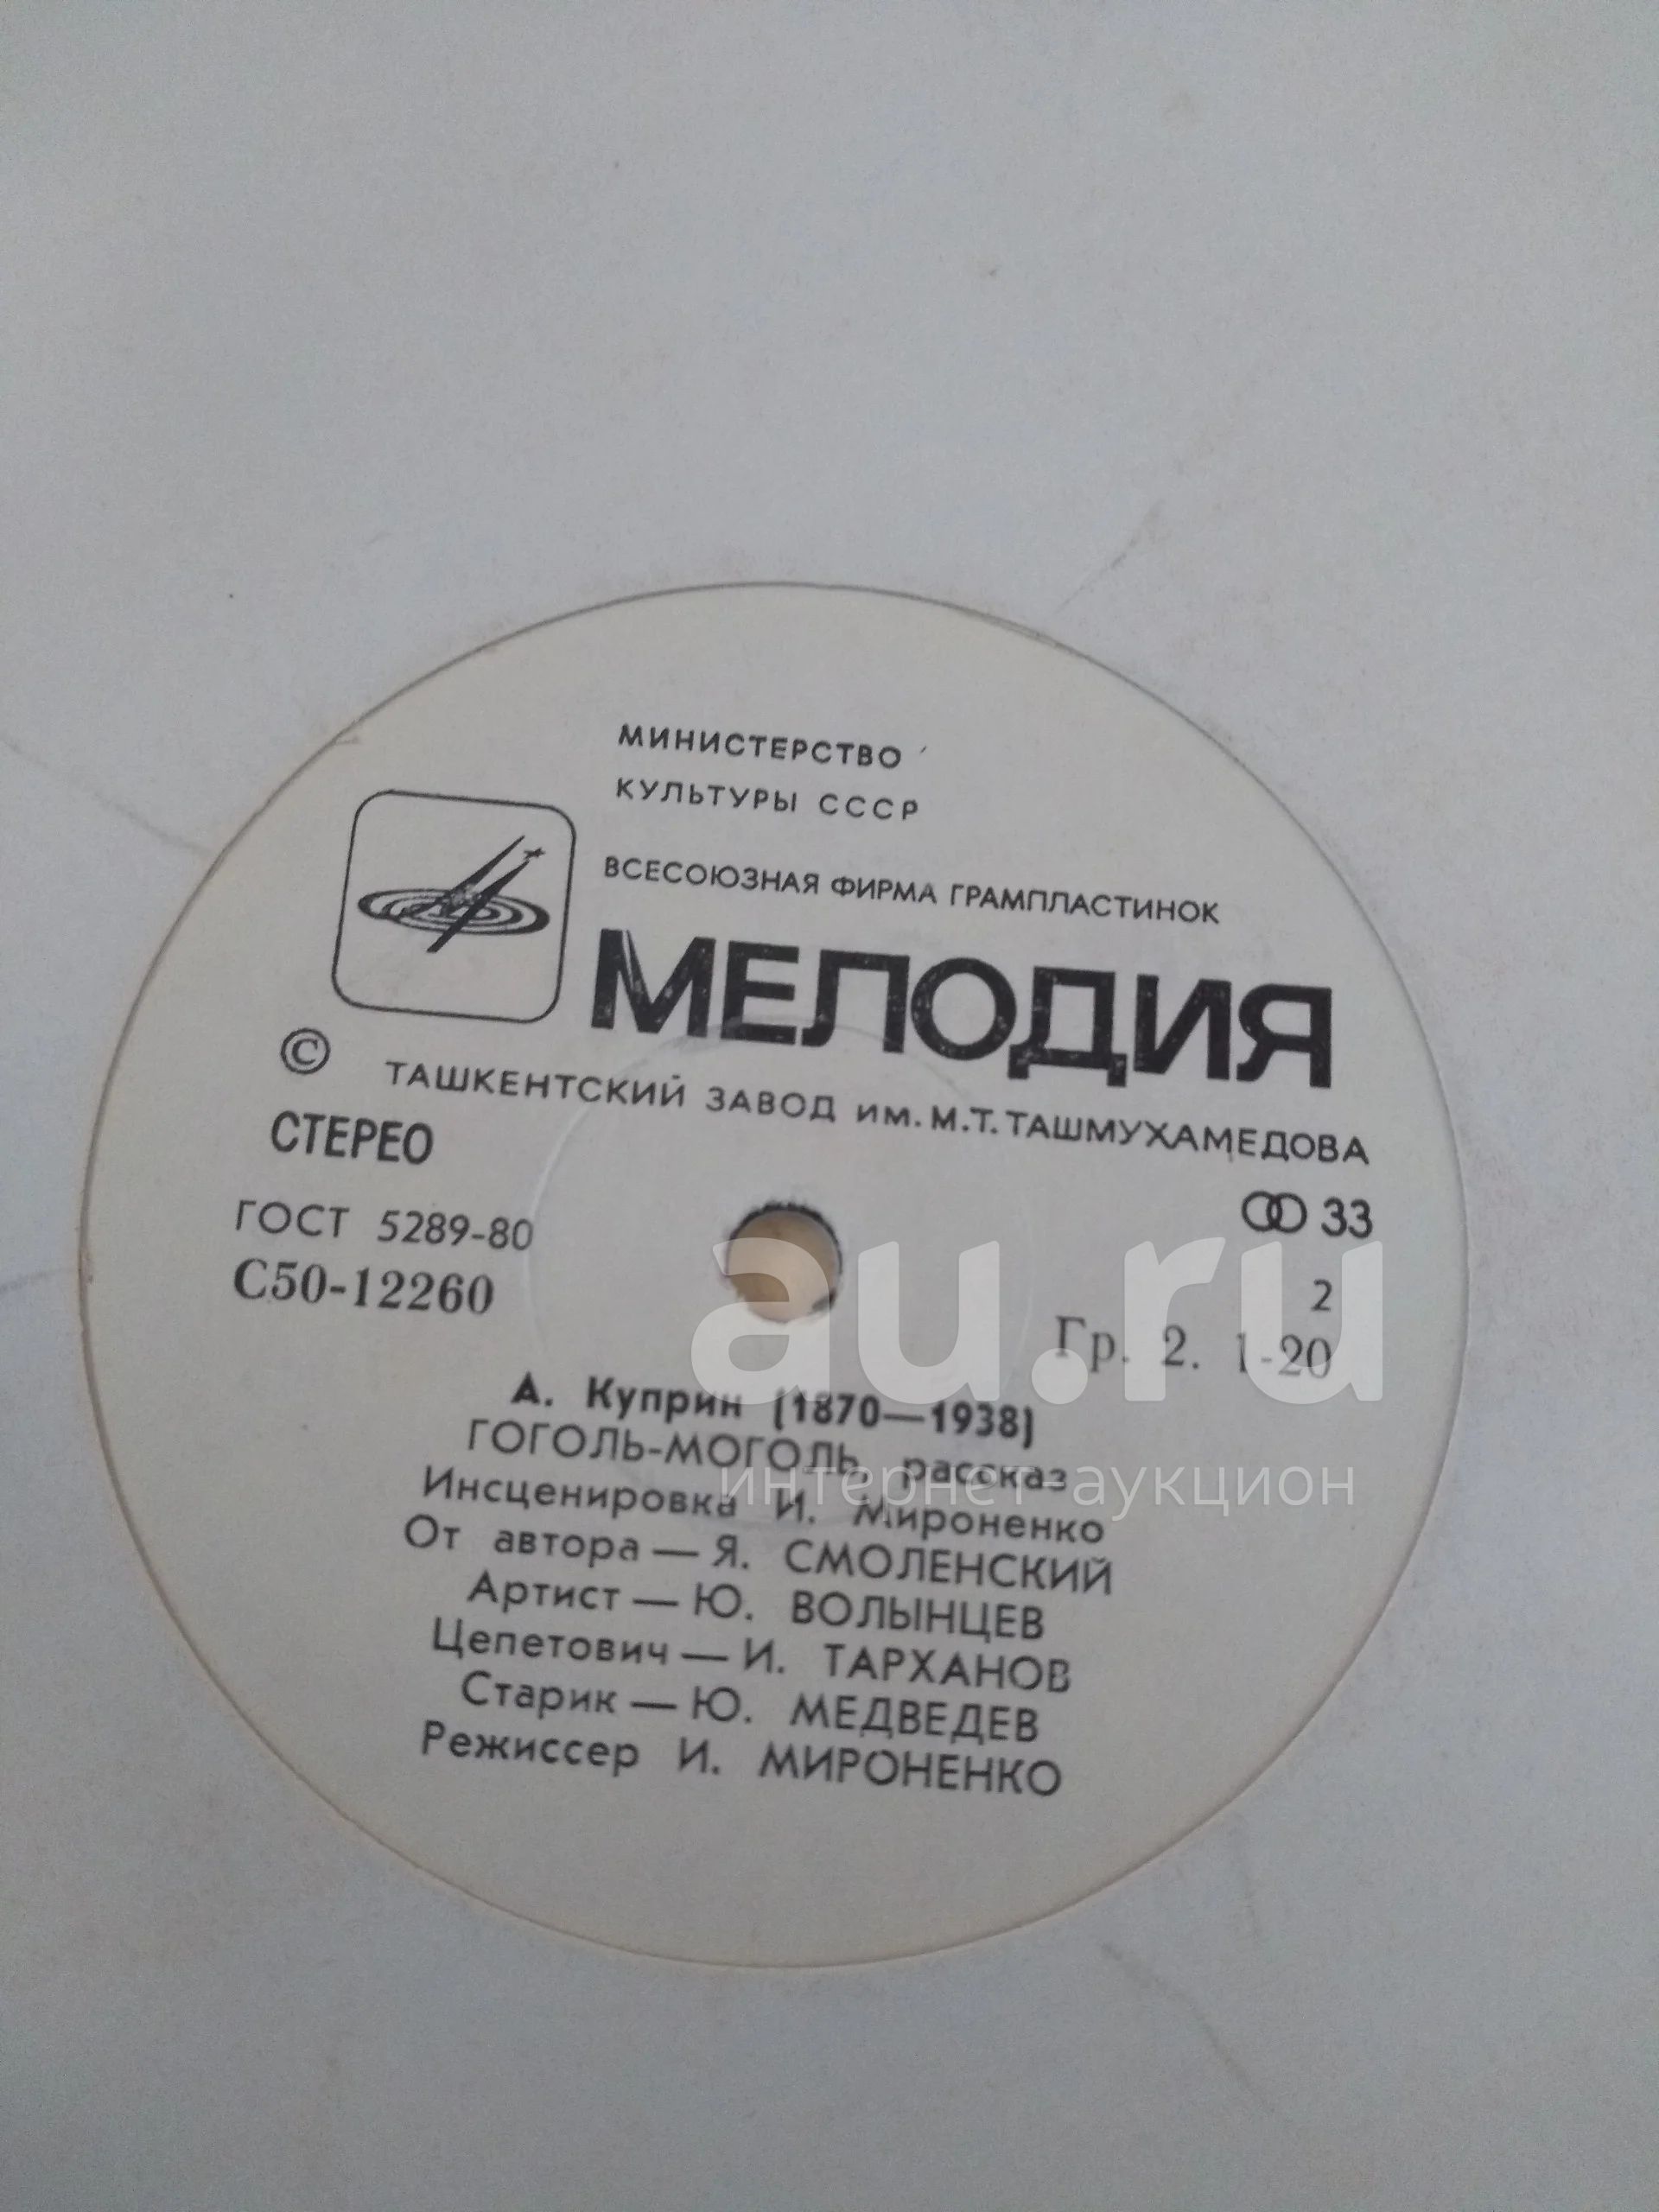 МИНИСТЕРСТВО
КУЛЬТУРЫ СССР
ВСЕСОЮЗНАЯ ФИРМА ГРАМПЛАСТИНОК
МЕЛОДИЯ
© ТАШКЕНТСКИЙ ЗАВОД им. М.Т. ТАШМУХАМЕДОВА
СТЕРЕО
ГОСТ 5289-80
33
С50-12260
2
Гр. 2. 1-20
au.ru
интернет-аукцион
А. Куприн (1870—1938)
ГОГОЛЬ-МОГОЛЬ, рассказ
Инсценировка И. Мироненко
От автора — Я. СМОЛЕНСКИЙ
Артист — Ю. ВОЛЫНЦЕВ
Цепетович — И. ТАРХАНОВ
Старик — Ю. МЕДВЕДЕВ
Режиссер И. МИРОНЕНКО